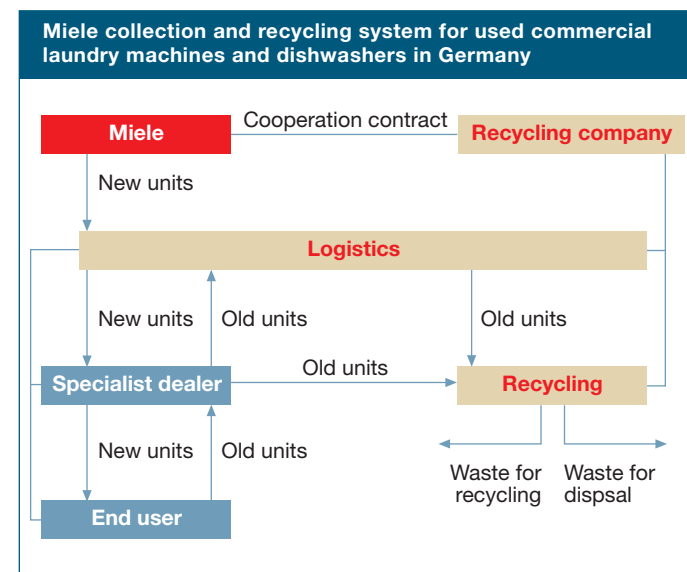 Miele collection and recycling system for used commercial
laundry machines and dishwashers in Germany
Miele
Cooperation contract
Recycling company
New units
Logistics
New units
Old units
Old units
Specialist dealer
Old units
Recycling
New units
Old units
Waste for
recycling
Waste for
dispsal
End user